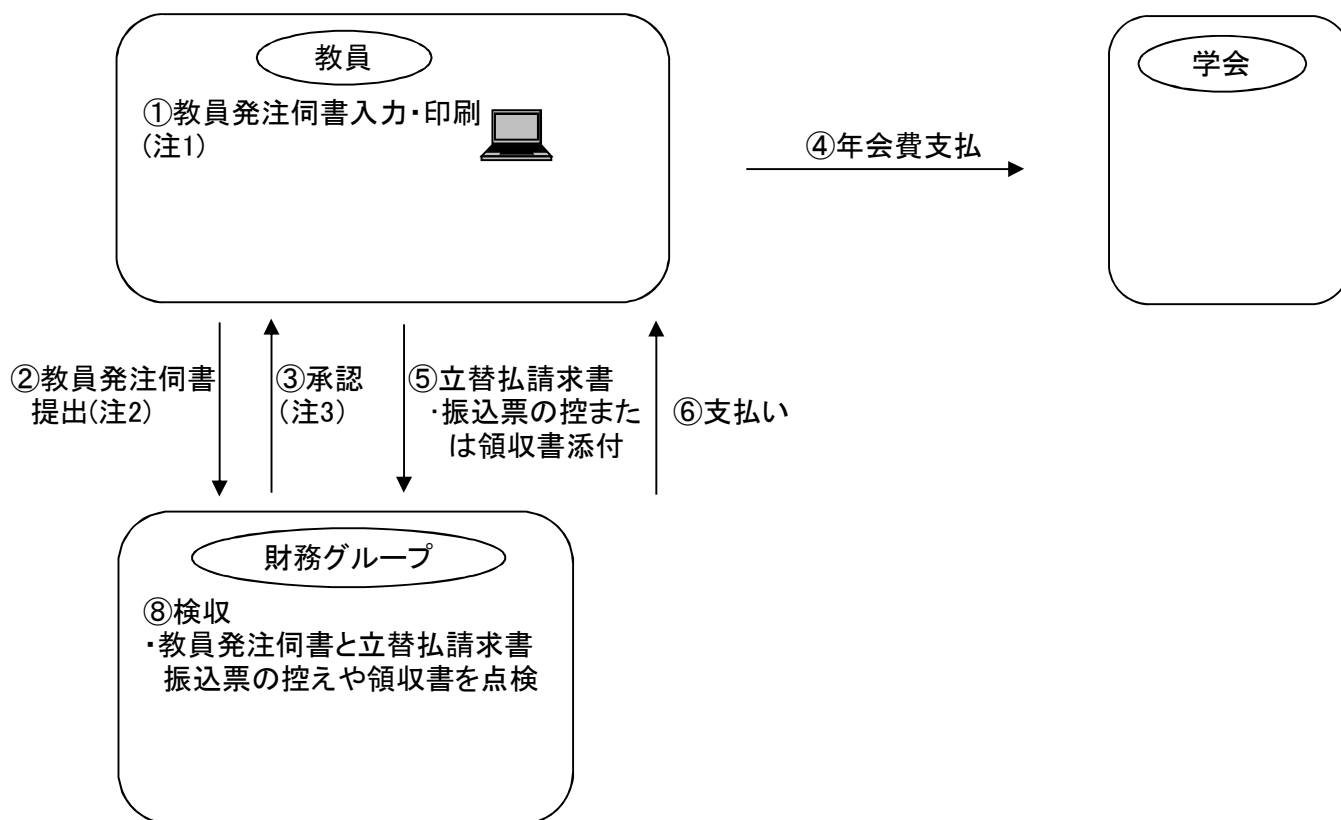 教員
①教員発注伺書入力・印刷
(注1)
学会
④年会費支払
②教員発注伺書
提出(注2)
③承認
(注3)
⑤立替払請求書
・振込票の控また
は領収書添付
⑥支払い
財務グループ
⑧検収
・教員発注伺書と立替払請求書
振込票の控えや領収書を点検